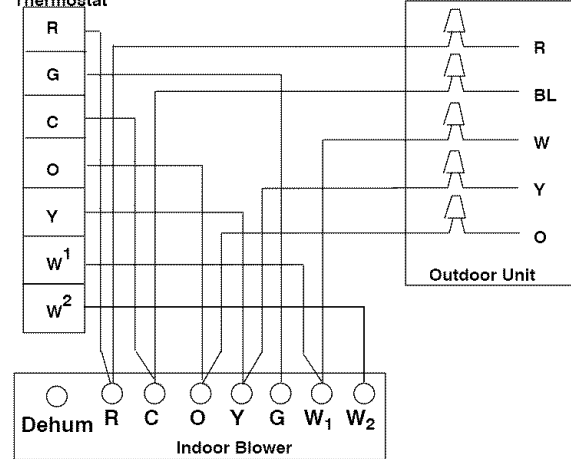 Thermostat
R
G
C
O
Y
W1
W2
R
BL
W
Y
O
Outdoor Unit
Dehum R C O Y G W1 W2
Indoor Blower